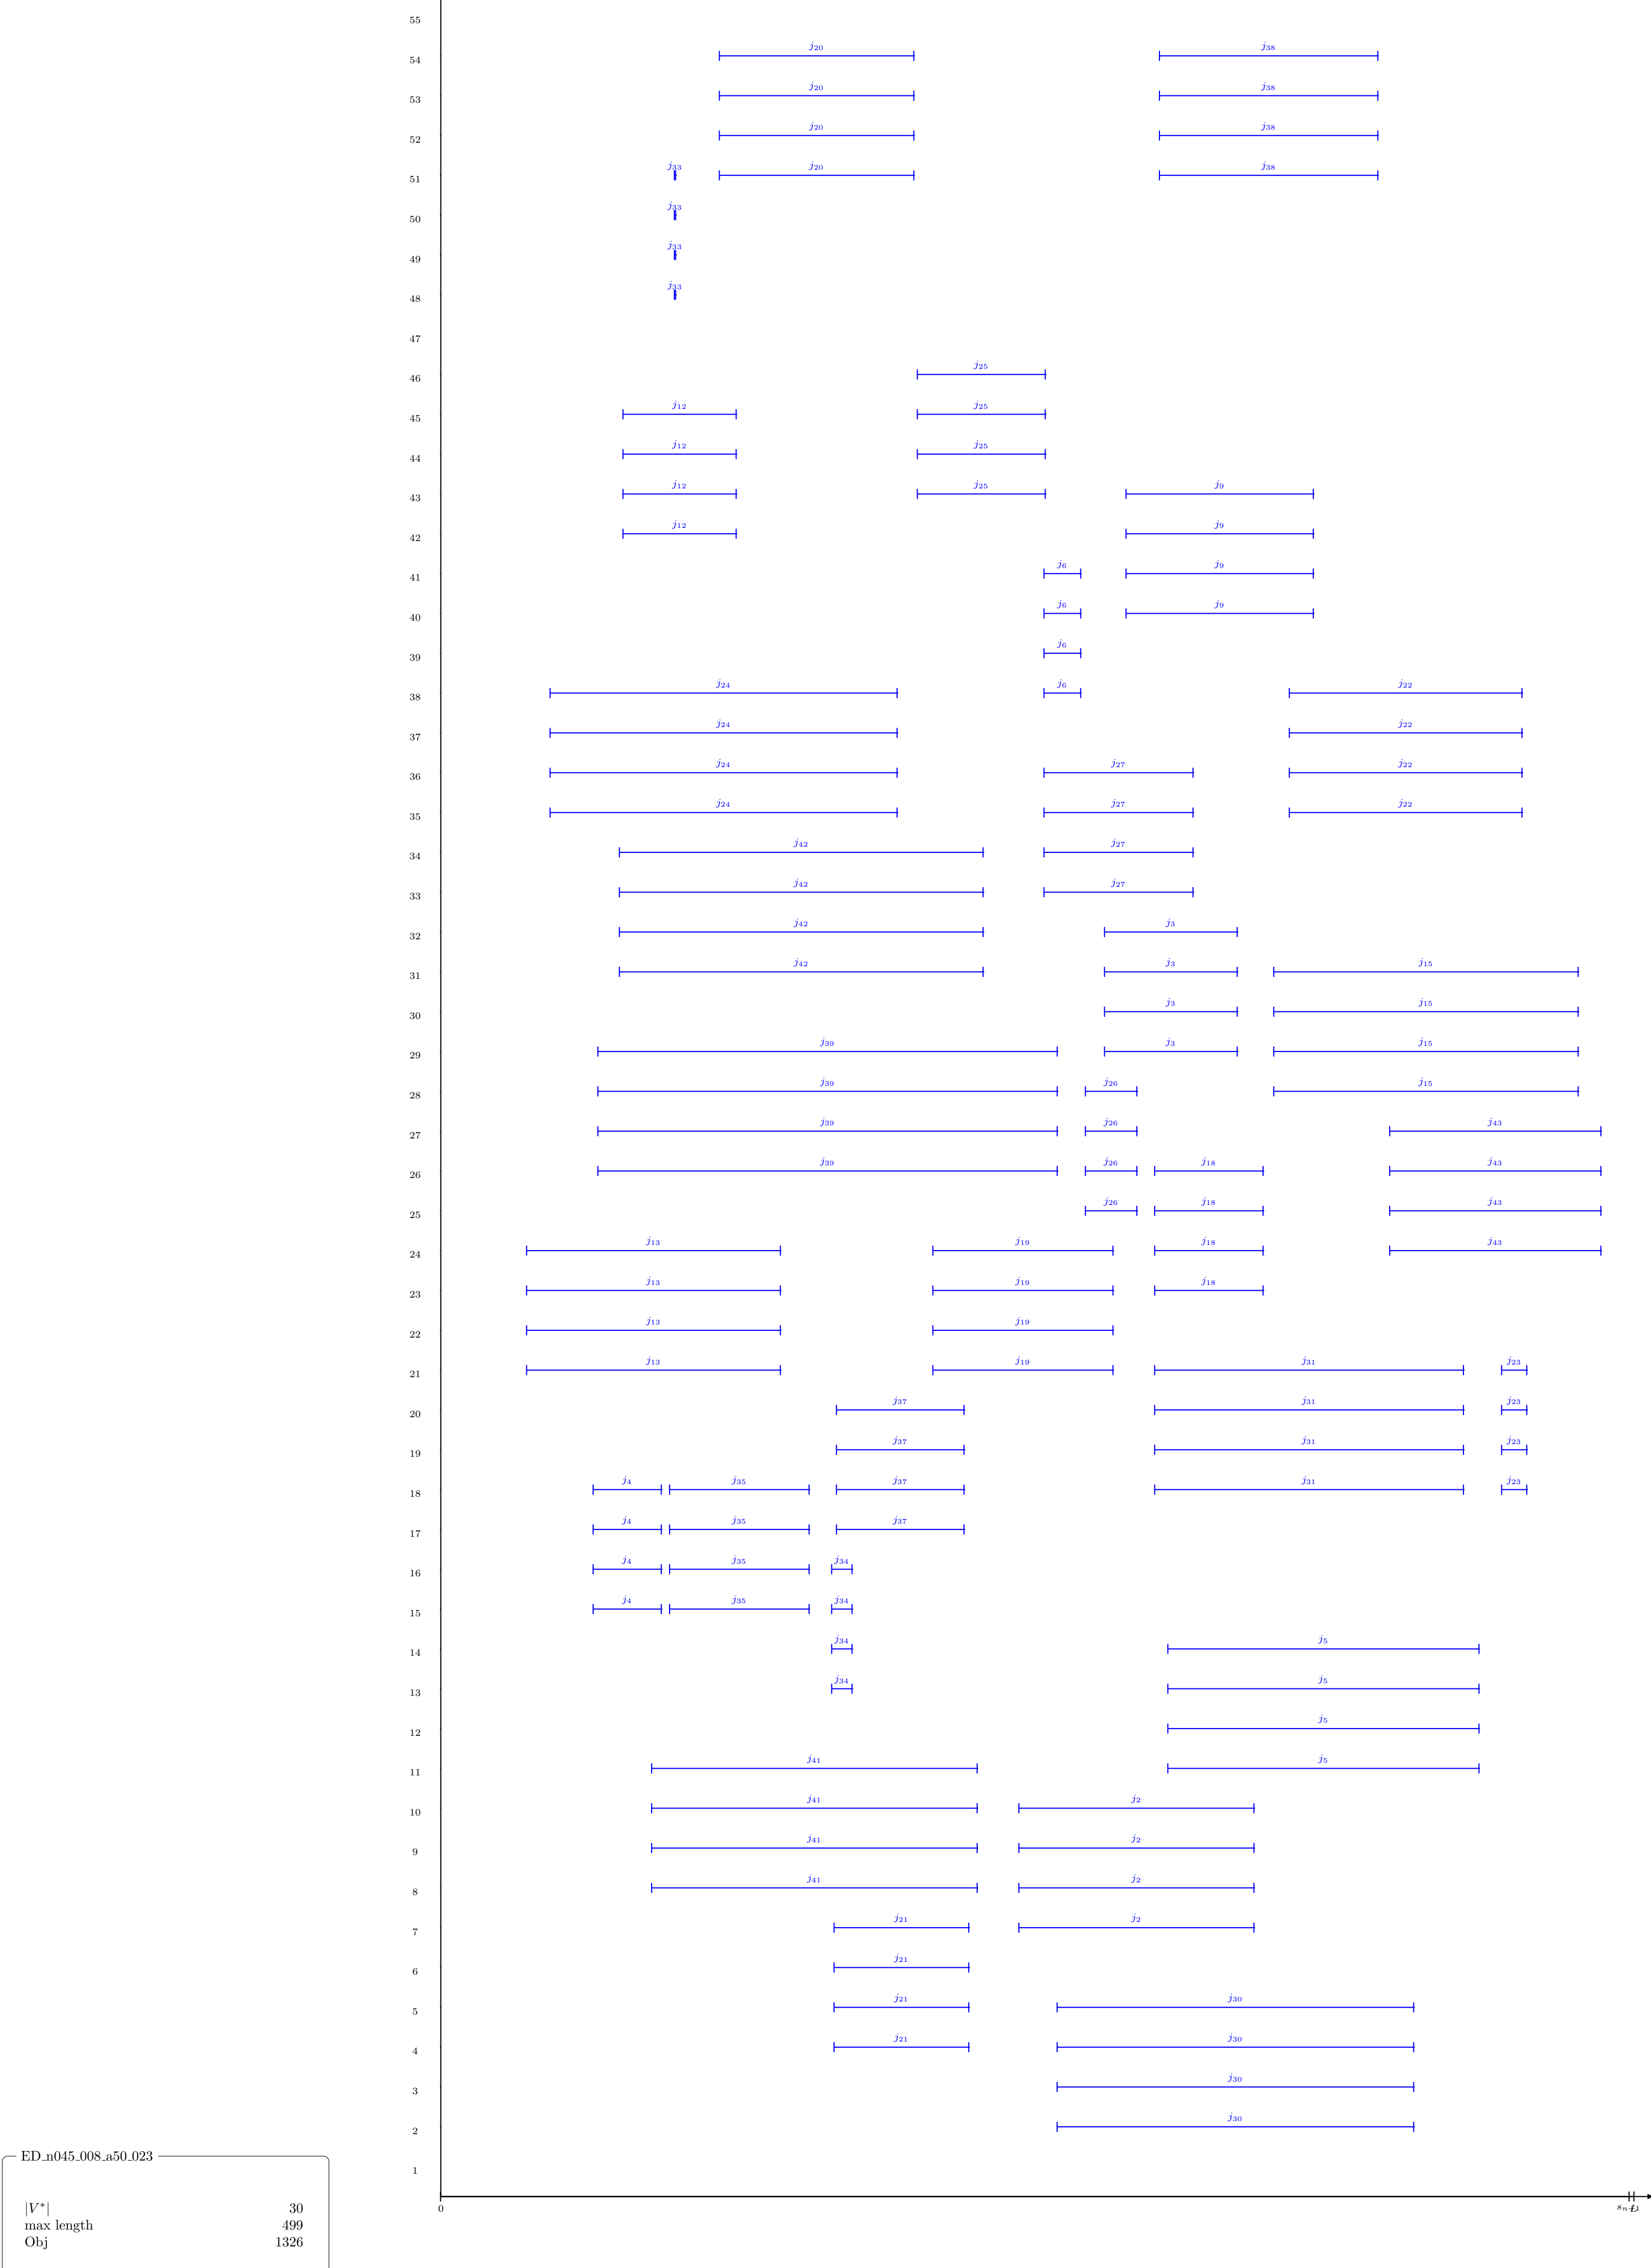 55
j20 j38
54
j20 j38
53
j20 j38
52
j33 j20 j38
51
j33
50
j33
49
j33
48
47
j25
46
j12 j25
45
j12 j25
44
j12 j25 j9
43
j12 j9
42
j6 j9
41
j6 j9
40
j6
39
j24 j6 j22
38
j24 j22
37
j24 j27 j22
36
j24 j27 j22
35
j42 j27
34
j42 j27
33
j42 j3
32
j42 j3 j15
31
j3 j15
30
j39 j3 j15
29
j39 j26 j15
28
j39 j26 j43
27
j39 j26 j18 j43
26
j26 j18 j43
25
j13 j19 j18 j43
24
j13 j19 j18
23
j13 j19
22
j13 j19 j31 j23
21
j37 j31 j23
20
j37 j31 j23
19
j4 j35 j37 j31 j23
18
j4 j35 j37
17
j4 j35 j34
16
j4 j35 j34
15
j34 j5
14
j34 j5
13
j5
12
j41 j5
11
j41 j2
10
j41 j2
9
j41 j2
8
j21 j2
7
j21
6
j21 j30
5
j21 j30
4
j30
3
j30
2
1
0
ED_n045_008_a50_023
|V*| 30
max length 499
Obj 1326